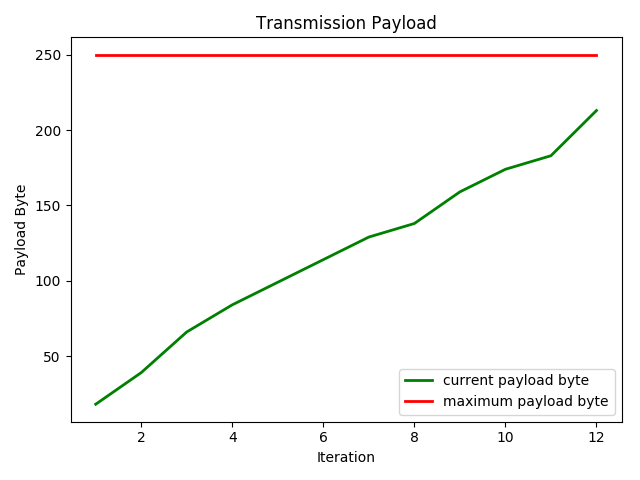 Transmission Payload
Payload Byte
250
200
150
100
50
2
4
6
8
10
12
Iteration
current payload byte
maximum payload byte